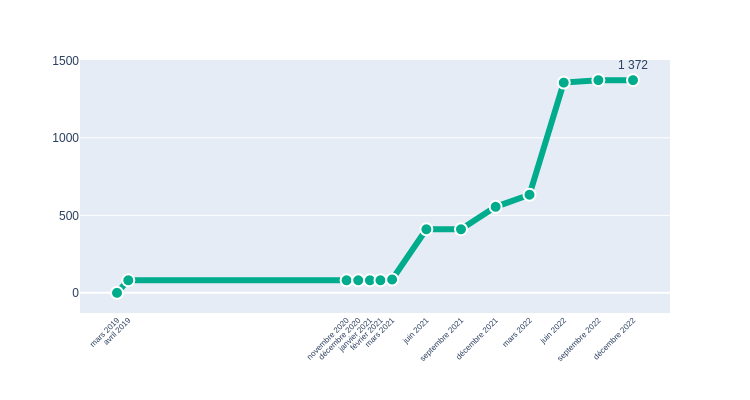 1 372
1500
1000
500
0
mars 2019
avril 2019
novembre 2020
décembre 2020
janvier 2021
février 2021
mars 2021
juin 2021
septembre 2021
décembre 2021
mars 2022
juin 2022
septembre 2022
décembre 2022